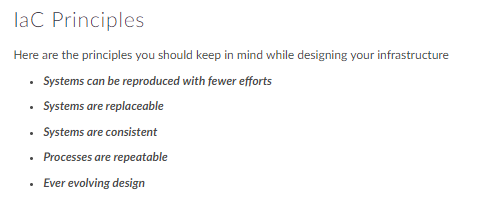 IaC Principles
Here are the principles you should keep in mind while designing your infrastructure
• Systems can be reproduced with fewer efforts
• Systems are replaceable
• Systems are consistent
• Processes are repeatable
• Ever evolving design